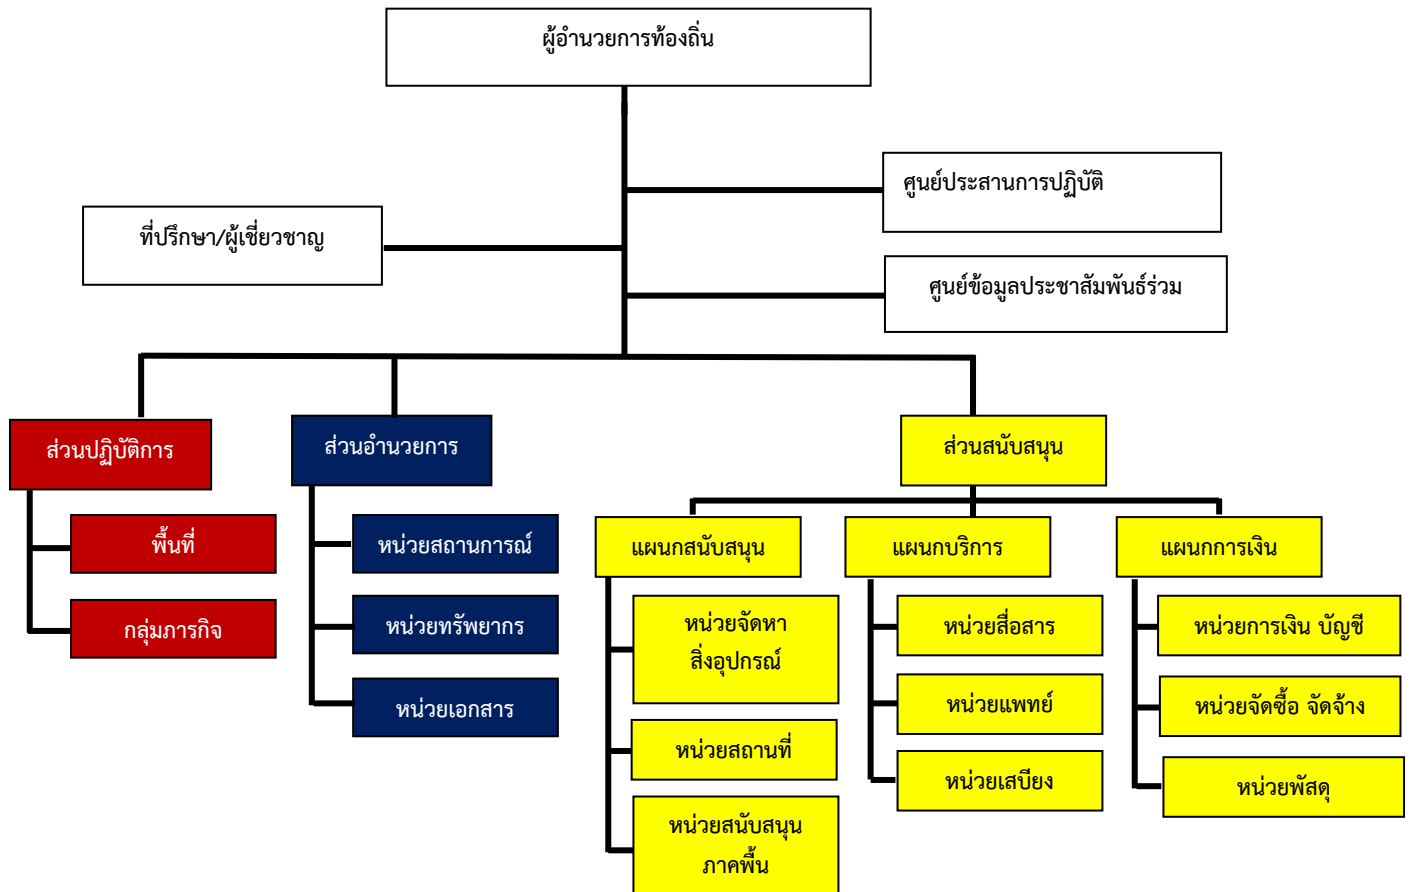 ผู้อำนวยการท้องถิ่น
ศูนย์ประสานการปฏิบัติ
ที่ปรึกษา/ผู้เชี่ยวชาญ
ศูนย์ข้อมูลประชาสัมพันธ์ร่วม
ส่วนปฏิบัติการ
พื้นที่
กลุ่มภารกิจ
ส่วนอำนวยการ
หน่วยสถานการณ์
หน่วยทรัพยากร
หน่วยเอกสาร
ส่วนสนับสนุน
แผนกสนับสนุน
หน่วยจัดหา
สิ่งอุปกรณ์
หน่วยสถานที่
หน่วยสนับสนุน
ภาคพื้น
แผนกบริการ
หน่วยสื่อสาร
หน่วยแพทย์
หน่วยเสบียง
แผนกการเงิน
หน่วยการเงิน บัญชี
หน่วยจัดซื้อ จัดจ้าง
หน่วยพัสดุ